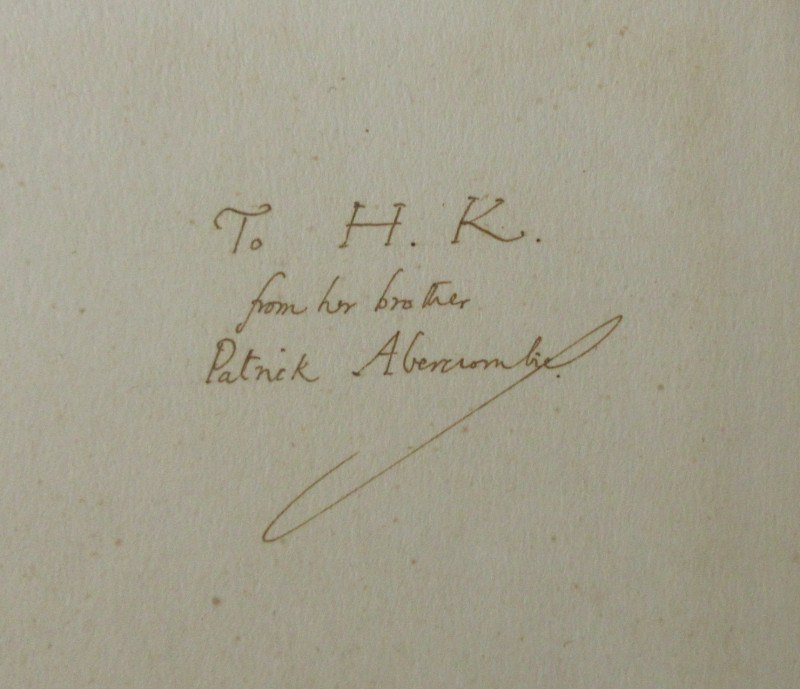 To H. K.
from her brother
Patrick Abercrombie.